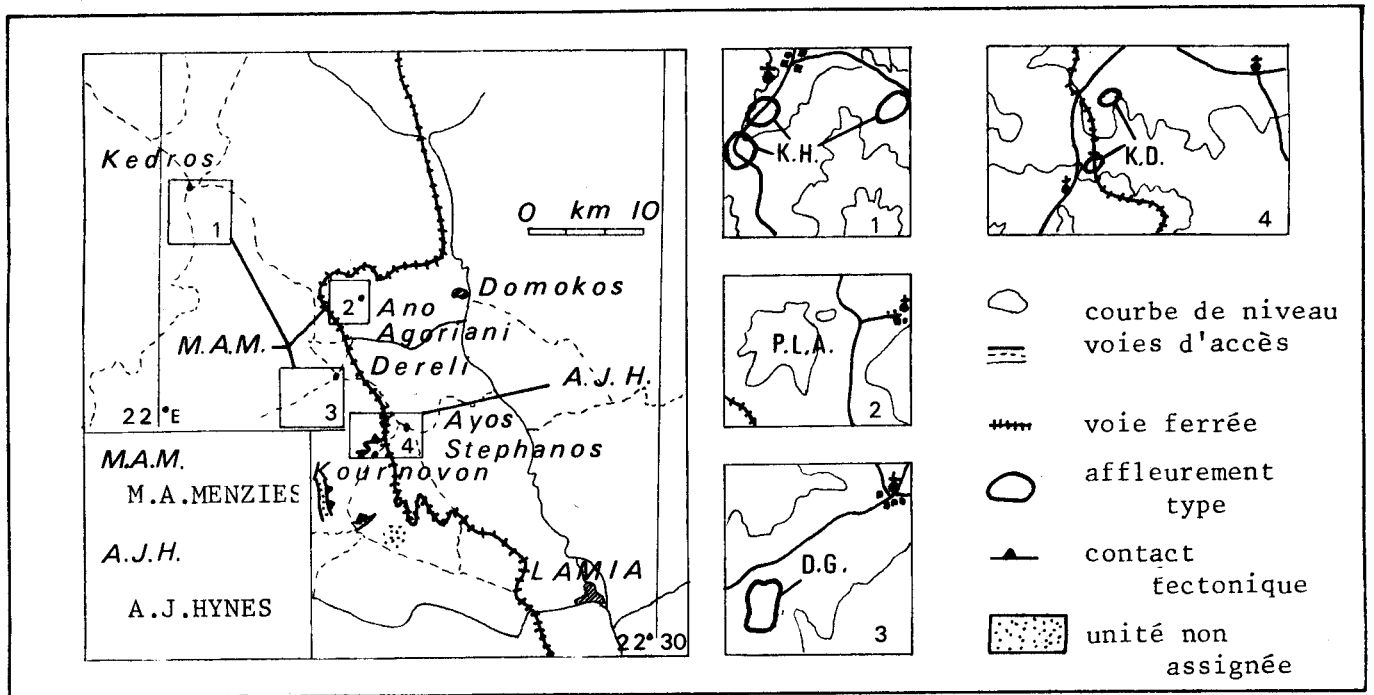 Kedros
1
0 km 10
2
Ano
Agoriani
Domokos
M.A.M.
Dereli
A.J.H.
22°E
3
4
Ayos
Stephanos
Kournovon
LAMIA
22°30
M.A.M.
M.A.MENZIES
A.J.H.
A.J.HYNES
K.H.
1
P.L.A.
2
D.G.
3
K.D.
4
courbe de niveau
voies d'accès
voie ferrée
affleurement
type
contact
tectonique
unité non
assignée